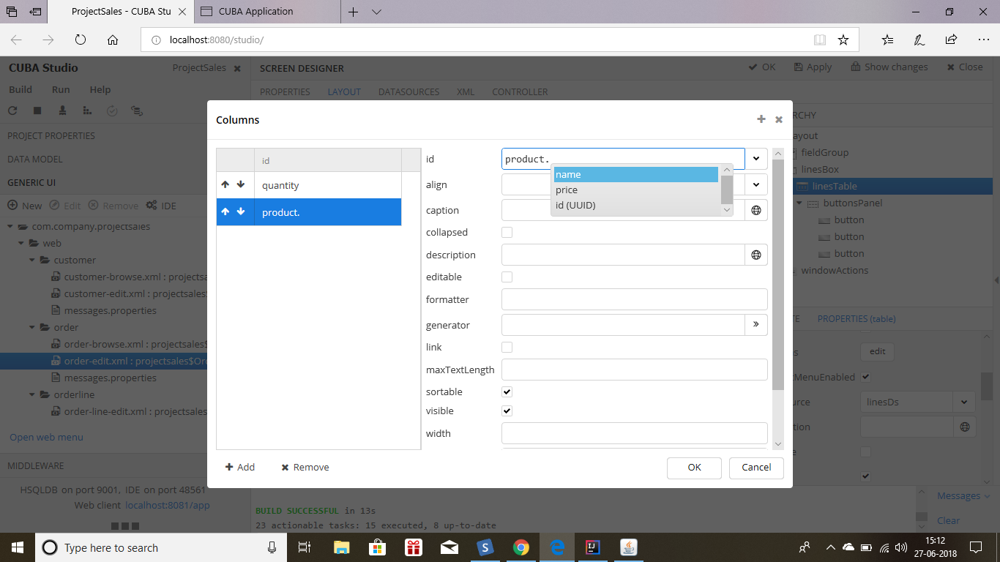 ProjectSales - CUBA Stu
CUBA Application
localhost:8080/studio/
CUBA Studio
ProjectSales
SCREEN DESIGNER
OK
Apply
Show changes
Close
Build
Run
Help
PROPERTIES
LAYOUT
DATASOURCES
XML
CONTROLLER
PROJECT PROPERTIES
DATA MODEL
GENERIC UI
New
Edit
Remove
IDE
com.company.projectsales
web
customer
customer-browse.xml : projectsa
customer-edit.xml : projectsales
messages.properties
order
order-browse.xml : projectsales$
order-edit.xml : projectsales$Or
messages.properties
orderline
order-line-edit.xml : projectsales
Open web menu
MIDDLEWARE
HSQLDB on port 9001, IDE on port 48561
Web client localhost:8081/app
Columns
id
quantity
product.
Add
Remove
id
product.
name
price
id (UUID)
align
caption
collapsed
description
editable
formatter
generator
link
maxTextLength
sortable
visible
width
OK
Cancel
RCHY
ayout
fieldGroup
linesBox
linesTable
buttonsPanel
button
button
button
windowActions
TE
PROPERTIES (table)
s
edit
tMenuEnabled
urce
linesDs
tion
e
BUILD SUCCESSFUL in 13s
23 actionable tasks: 15 executed, 8 up-to-date
Messages
Clear
Type here to search
15:12
27-06-2018